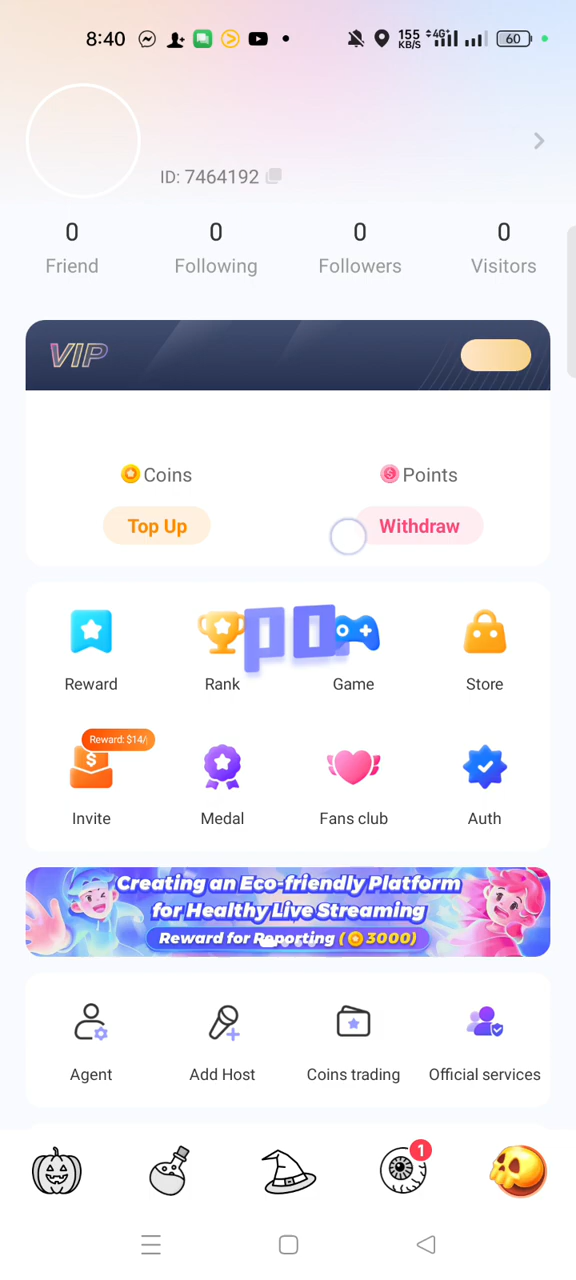 8:40
155 KB/S
4G+
60
ID: 7464192
0 0 0 0
Friend Following Followers Visitors
VIP
Coins Points
Top Up Withdraw
po
Reward Rank Game Store
Reward: $14/
Invite Medal Fans club Auth
Creating an Eco-friendly Platform
for Healthy Live Streaming
Reward for Reporting ( 3000)
Agent Add Host Coins trading Official services
1